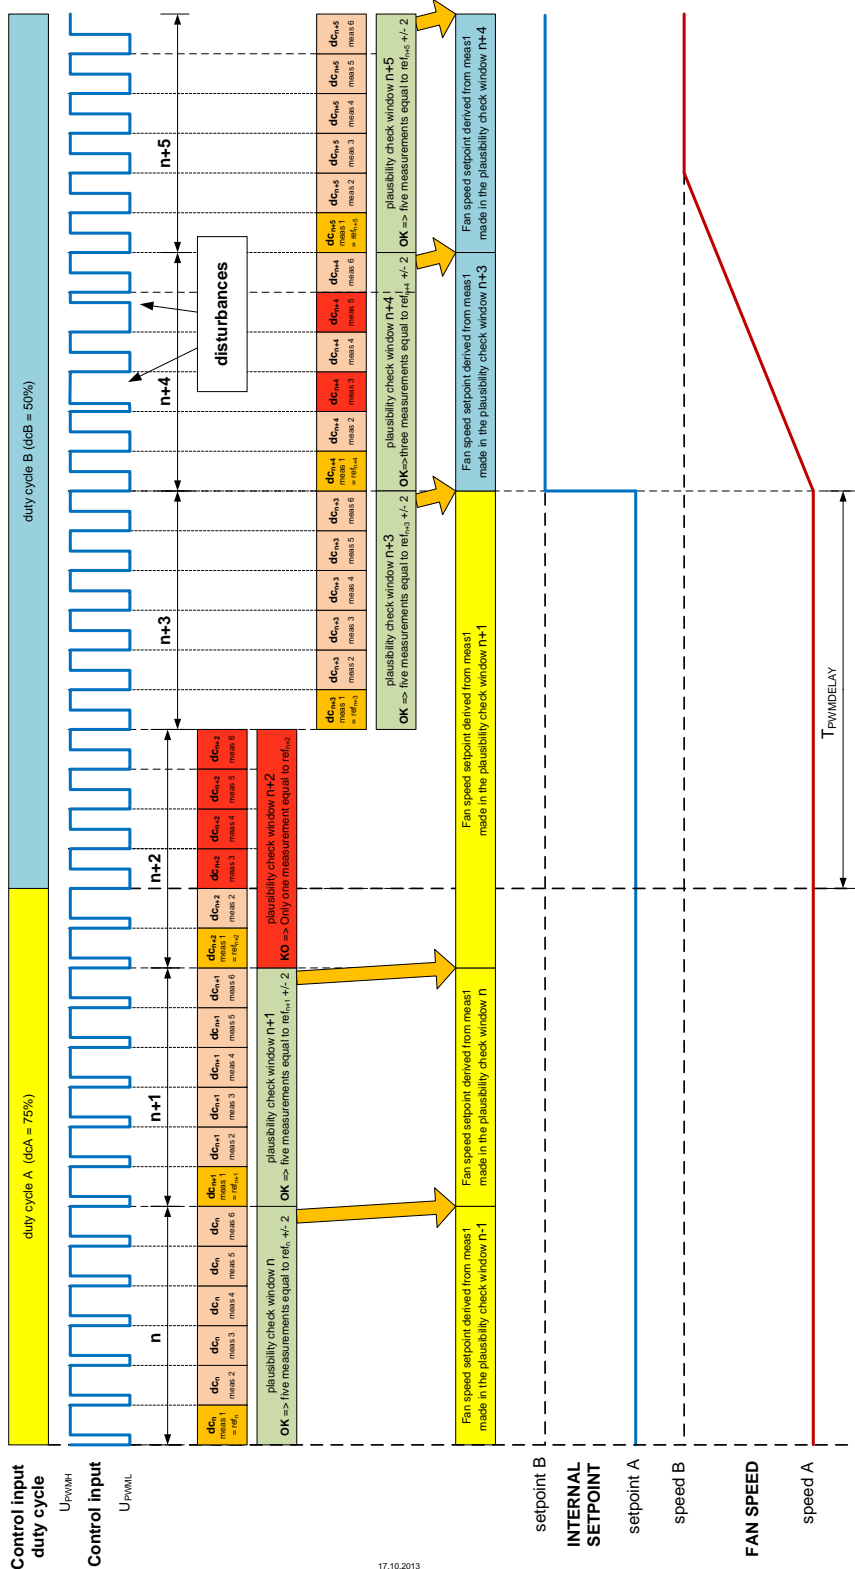 Control input
duty cycle
duty cycle A  (dcA = 75%)
duty cycle B (dcB = 50%)
UPWMH
Control input
UPWML
n
n+1
n+2
n+3
n+4
n+5
disturbances
dcn
meas 1
= refn
dcn
meas 2
dcn
meas 3
dcn
meas 4
dcn
meas 5
dcn
meas 6
dcn+1
meas 1
= refn+1
dcn+1
meas 2
dcn+1
meas 3
dcn+1
meas 4
dcn+1
meas 5
dcn+1
meas 6
dcn+2
meas 1
= refn+2
dcn+2
meas 2
dcn+2
meas 3
dcn+2
meas 4
dcn+2
meas 5
dcn+2
meas 6
plausibility check window n
OK => five measurements equal to refn +/- 2
plausibility check window n+1
OK => five measurements equal to refn+1 +/- 2
plausibility check window n+2
KO => Only one measurement equal to refn+2
dcn+3
meas 1
= refn+3
dcn+3
meas 2
dcn+3
meas 3
dcn+3
meas 4
dcn+3
meas 5
dcn+3
meas 6
dcn+4
meas 1
= refn+4
dcn+4
meas 2
dcn+4
meas 3
dcn+4
meas 4
dcn+4
meas 5
dcn+4
meas 6
dcn+5
meas 1
= refn+5
dcn+5
meas 2
dcn+5
meas 3
dcn+5
meas 4
dcn+5
meas 5
dcn+5
meas 6
plausibility check window n+3
OK => five measurements equal to refn+3 +/- 2
plausibility check window n+4
OK=>three measurements equal to refn+4 +/- 2
plausibility check window n+5
OK => five measurements equal to refn+5 +/- 2
Fan speed setpoint derived from meas1
made in the plausibility check window n-1
Fan speed setpoint derived from meas1
made in the plausibility check window n
Fan speed setpoint derived from meas1
made in the plausibility check window n+1
Fan speed setpoint derived from meas1
made in the plausibility check window n+3
Fan speed setpoint derived from meas1
made in the plausibility check window n+4
setpoint B
INTERNAL
SETPOINT
setpoint A
speed B
FAN SPEED
speed A
TPWMDELAY
17.10.2013